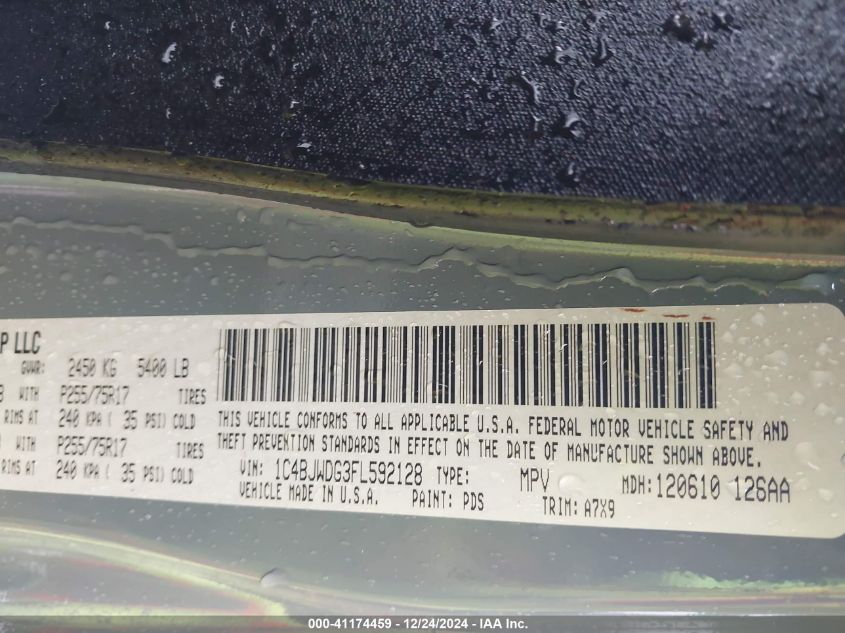 P LLC
GVWR: 2450 KG 5400 LB
WITH P255/75R17 TIRES
RIMS AT 240 KPA ( 35 PSI) COLD
WITH P255/75R17 TIRES
RIMS AT 240 KPA ( 35 PSI) COLD
THIS VEHICLE CONFORMS TO ALL APPLICABLE U.S.A. FEDERAL MOTOR VEHICLE SAFETY AND
THEFT PREVENTION STANDARDS IN EFFECT ON THE DATE OF MANUFACTURE SHOWN ABOVE.
VIN: 1C4BJWDG3FL592128 TYPE: MPV MDH:120610 126AA
VEHICLE MADE IN U.S.A. PAINT: PDS TRIM: A7X9
000-41174459 - 12/24/2024 - IAA Inc.